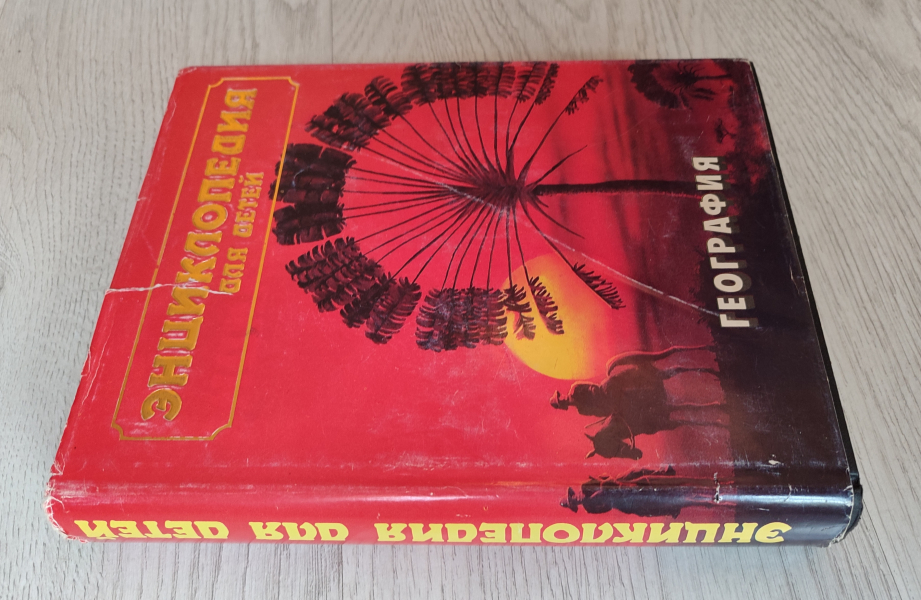 ЭНЦИКЛОПЕДИЯ
ДЛЯ ДЕТЕЙ
ГЕОГРАФИЯ
ЭНЦИКЛОПЕДИЯ ДЛЯ ДЕТЕЙ